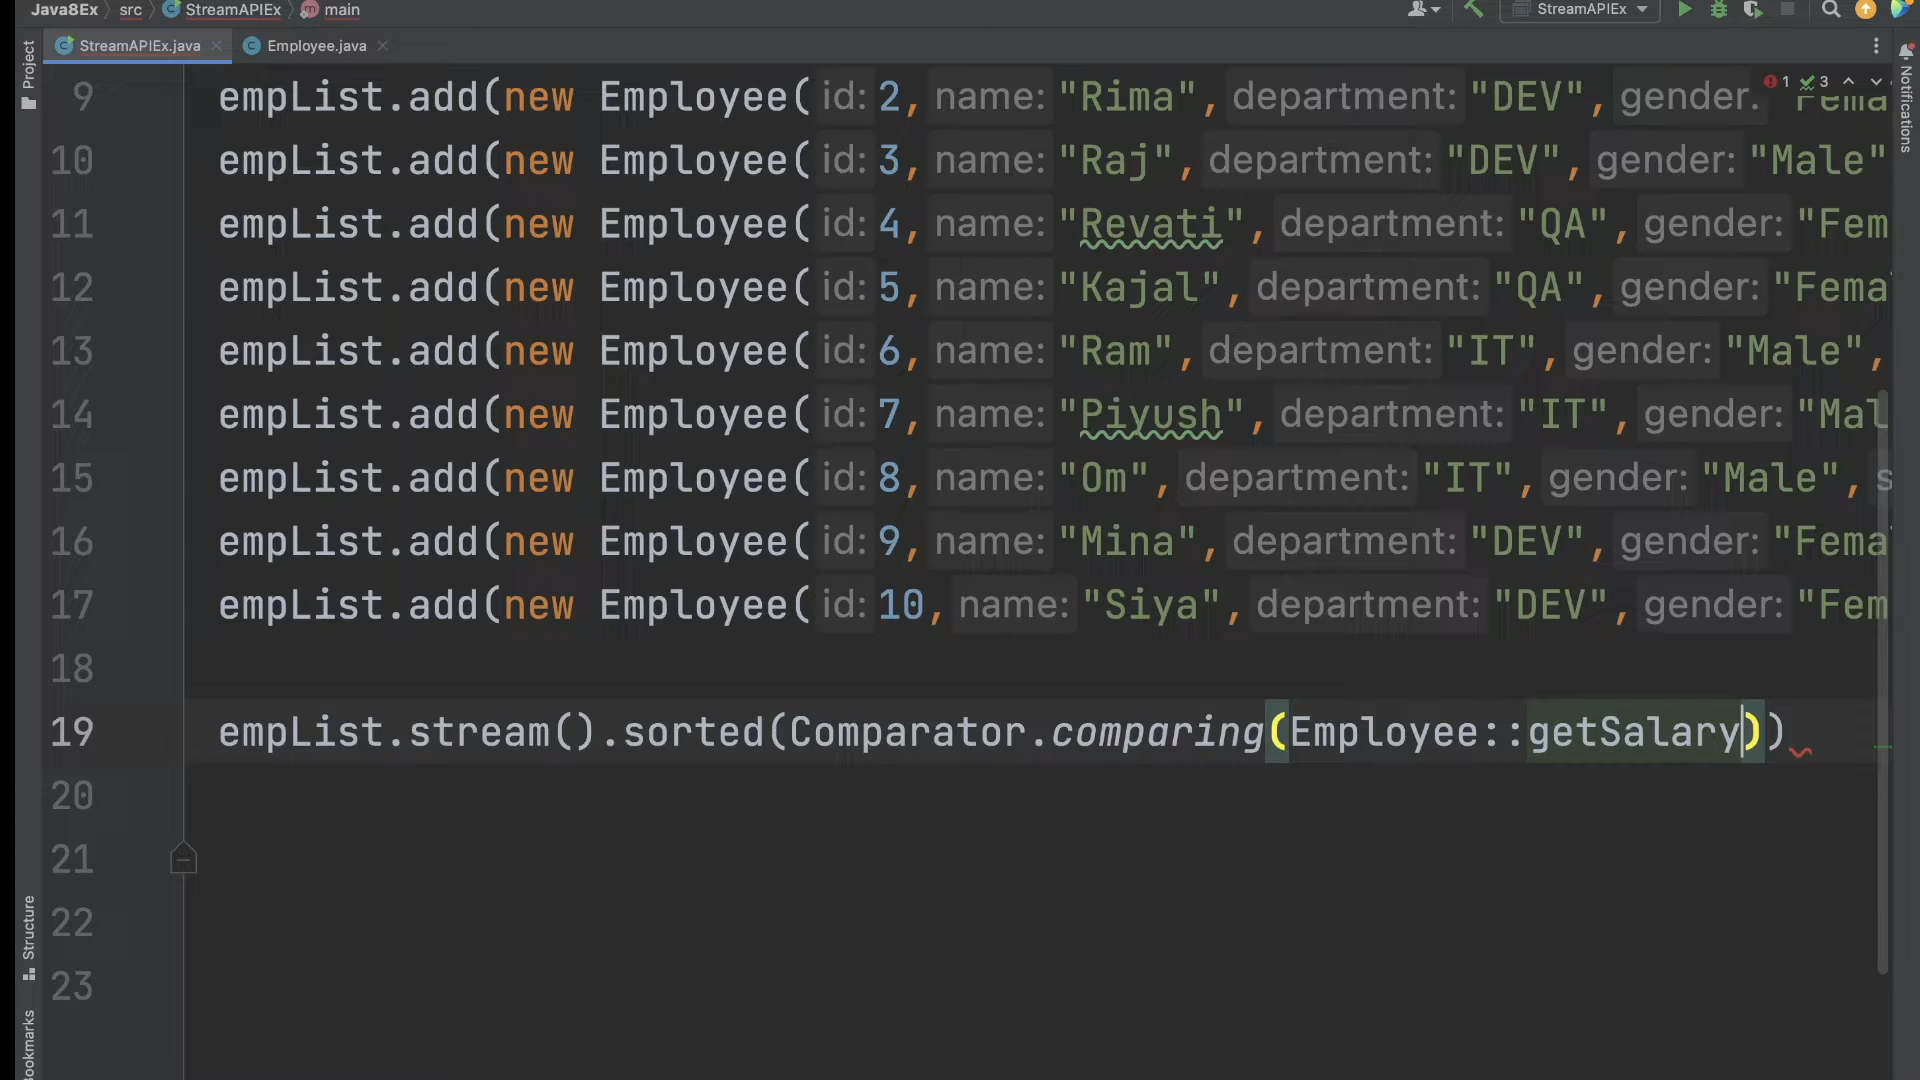 Java8Ex src StreamAPIEx main StreamAPIEx
Project StreamAPIEx.java Employee.java Notifications
9 empList.add(new Employee( id: 2, name: "Rima", department: "DEV", gender. "Fema 1 3
10 empList.add(new Employee( id: 3, name: "Raj", department: "DEV", gender: "Male"
11 empList.add(new Employee( id: 4, name: "Revati", department: "QA", gender: "Fem
12 empList.add(new Employee( id: 5, name: "Kajal", department: "QA", gender: "Fema
13 empList.add(new Employee( id: 6, name: "Ram", department: "IT", gender: "Male",
14 empList.add(new Employee( id: 7, name: "Piyush", department: "IT", gender: "Mal
15 empList.add(new Employee( id: 8, name: "Om", department: "IT", gender: "Male", s
16 empList.add(new Employee( id: 9, name: "Mina", department: "DEV", gender: "Fema
17 empList.add(new Employee( id: 10, name: "Siya", department: "DEV", gender: "Fem
18
19 empList.stream().sorted(Comparator.comparing(Employee::getSalary))
20
21
22
Structure
23
ookmarks